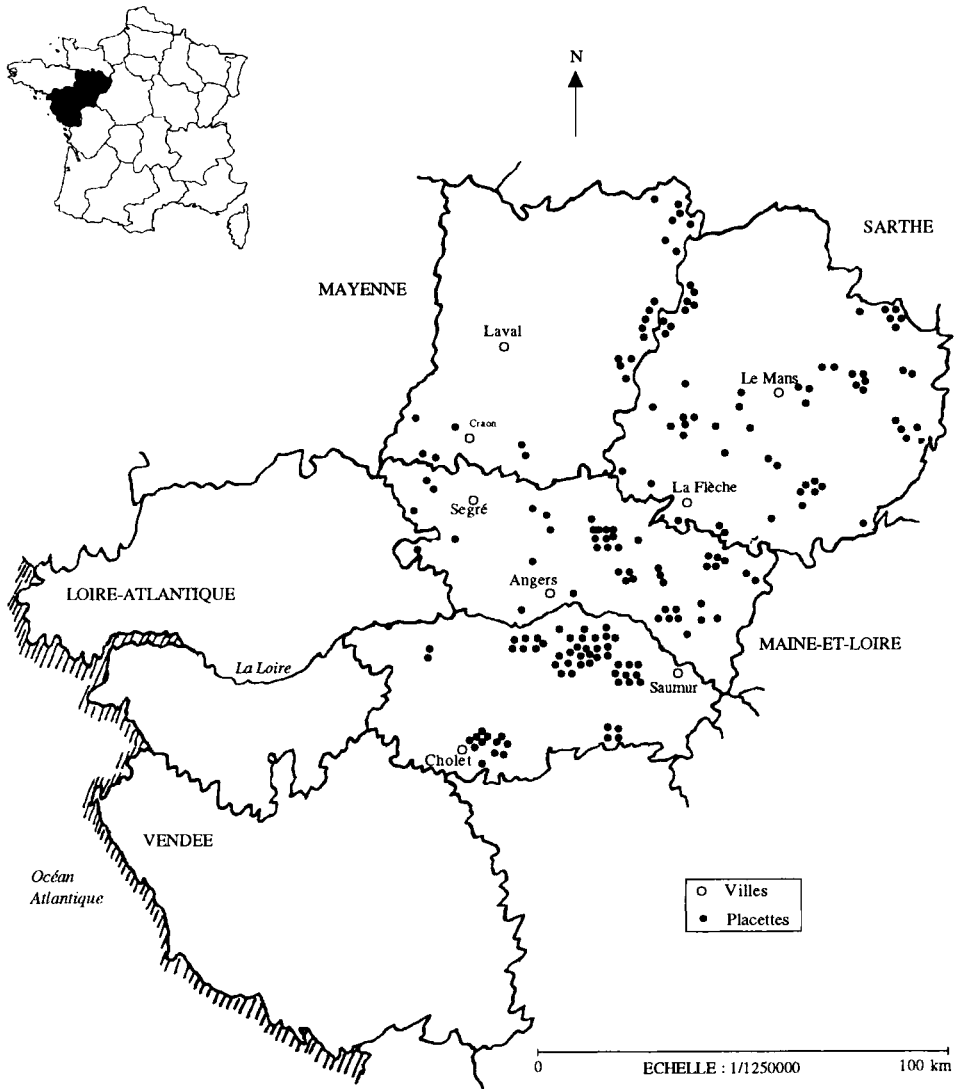 N
SARTHE
MAYENNE
Laval
Le Mans
Craon
La Flèche
Segré
Angers
LOIRE-ATLANTIQUE
MAINE-ET-LOIRE
La Loire
Saumur
Cholet
VENDEE
Océan
Atlantique
Villes
Placettes
0
ECHELLE : 1/1250000
100 km